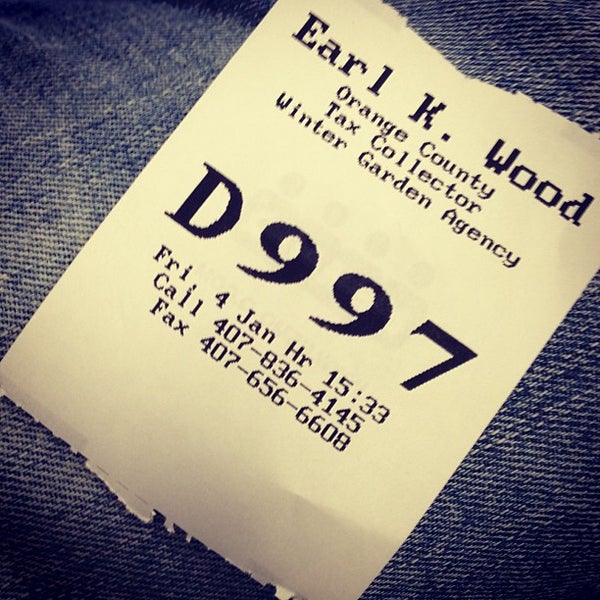 Earl K. Wood
Orange County
Tax Collector
Winter Garden Agency
D997
Fri 4 Jan Hr 15:33
Call 407-836-4145
Fax 407-656-6608